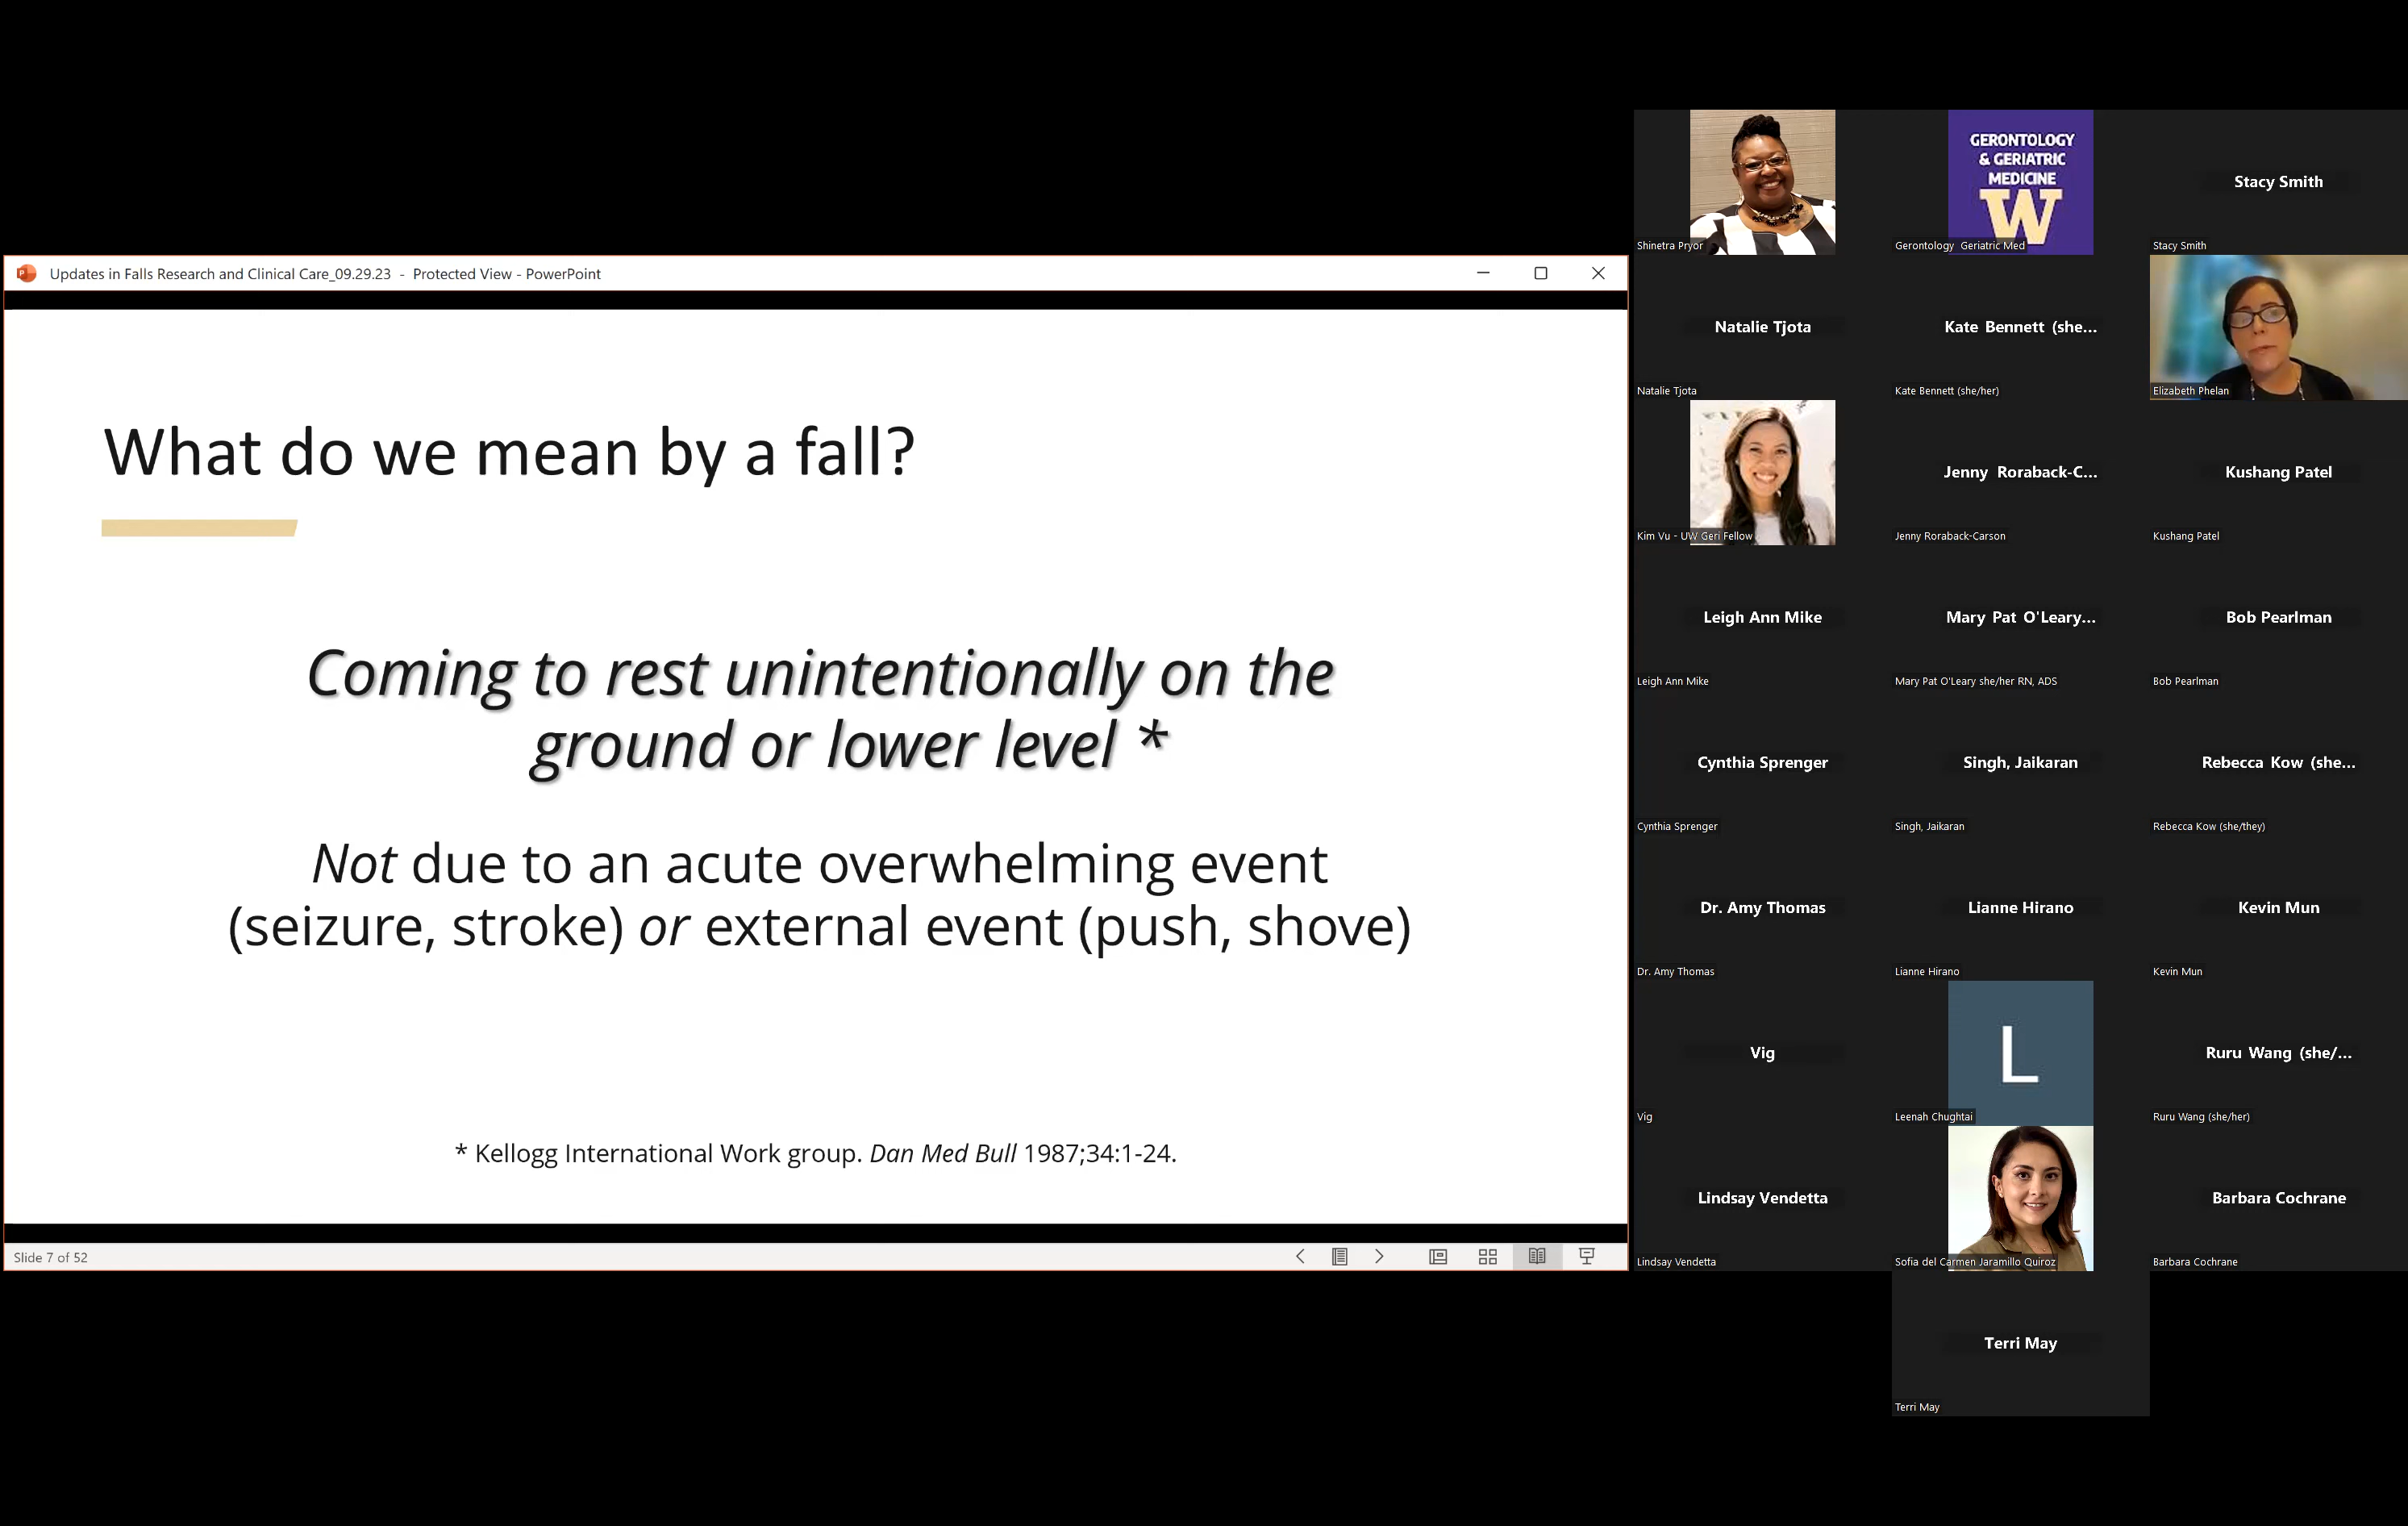 Updates in Falls Research and Clinical Care_09.29.23 - Protected View - PowerPoint
What do we mean by a fall?
Coming to rest unintentionally on the
ground or lower level *
Not due to an acute overwhelming event
(seizure, stroke) or external event (push, shove)
* Kellogg International Work group. Dan Med Bull 1987;34:1-24.
Slide 7 of 52
Shinetra Pryor
GERONTOLOGY
& GERIATRIC
MEDICINE
W
Gerontology Geriatric Med
Stacy Smith
Stacy Smith
Natalie Tjota
Natalie Tjota
Kate Bennett (she...
Kate Bennett (she/her)
Elizabeth Phelan
Kim Vu - UW Geri Fellow
Jenny Roraback-C...
Jenny Roraback-Carson
Kushang Patel
Kushang Patel
Leigh Ann Mike
Leigh Ann Mike
Mary Pat O'Leary...
Mary Pat O'Leary she/her RN, ADS
Bob Pearlman
Bob Pearlman
Cynthia Sprenger
Cynthia Sprenger
Singh, Jaikaran
Singh, Jaikaran
Rebecca Kow (she...
Rebecca Kow (she/they)
Dr. Amy Thomas
Dr. Amy Thomas
Lianne Hirano
Lianne Hirano
Kevin Mun
Kevin Mun
Vig
Vig
L
Leenah Chughtai
Ruru Wang (she/...
Ruru Wang (she/her)
Lindsay Vendetta
Lindsay Vendetta
Sofia del Carmen Jaramillo Quiroz
Barbara Cochrane
Barbara Cochrane
Terri May
Terri May